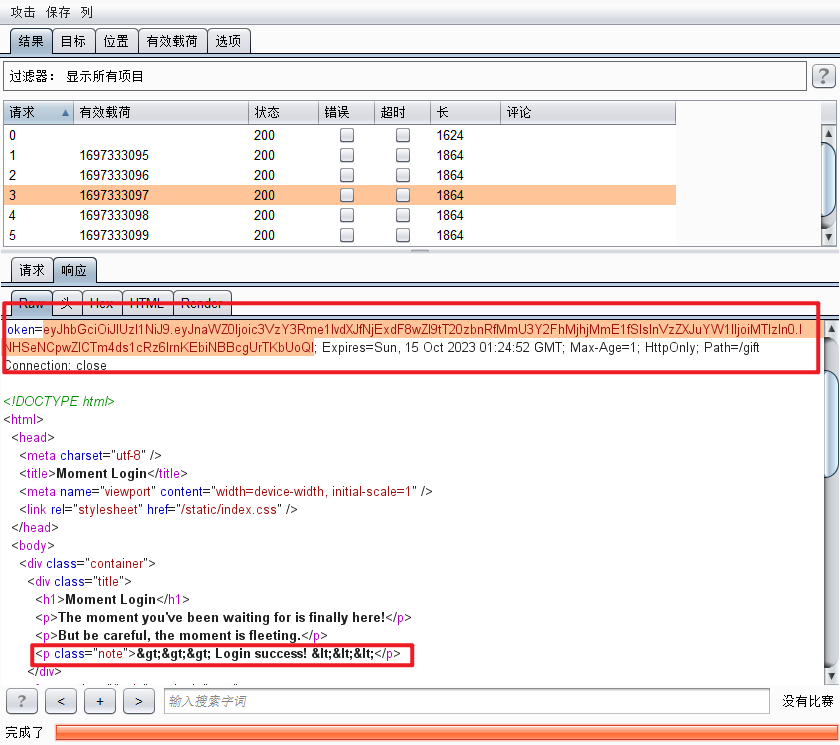 攻击 保存 列
结果 目标 位置 有效载荷 选项
过滤器： 显示所有项目 ?
请求 有效载荷 状态 错误 超时 长 评论
0 200 1624
1 1697333095 200 1864
2 1697333096 200 1864
3 1697333097 200 1864
4 1697333098 200 1864
5 1697333099 200 1864
请求 响应
Raw 头 Hex HTML Render
; Expires=Sun, 15 Oct 2023 01:24:52 GMT; Max-Age=1; HttpOnly; Path=/gift
Connection: close
<!DOCTYPE html>
<html>
<head>
<meta charset="utf-8" />
<title>Moment Login</title>
<meta name="viewport" content="width=device-width, initial-scale=1" />
<link rel="stylesheet" href="/static/index.css" />
</head>
<body>
<div class="container">
<div class="title">
<h1>Moment Login</h1>
<p>The moment you've been waiting for is finally here!</p>
<p>But be careful, the moment is fleeting.</p>
<p class="note">&gt;&gt;&gt; Login success! &lt;&lt;&lt;</p>
</div>
? < + > 输入搜索字词 没有比赛
完成了